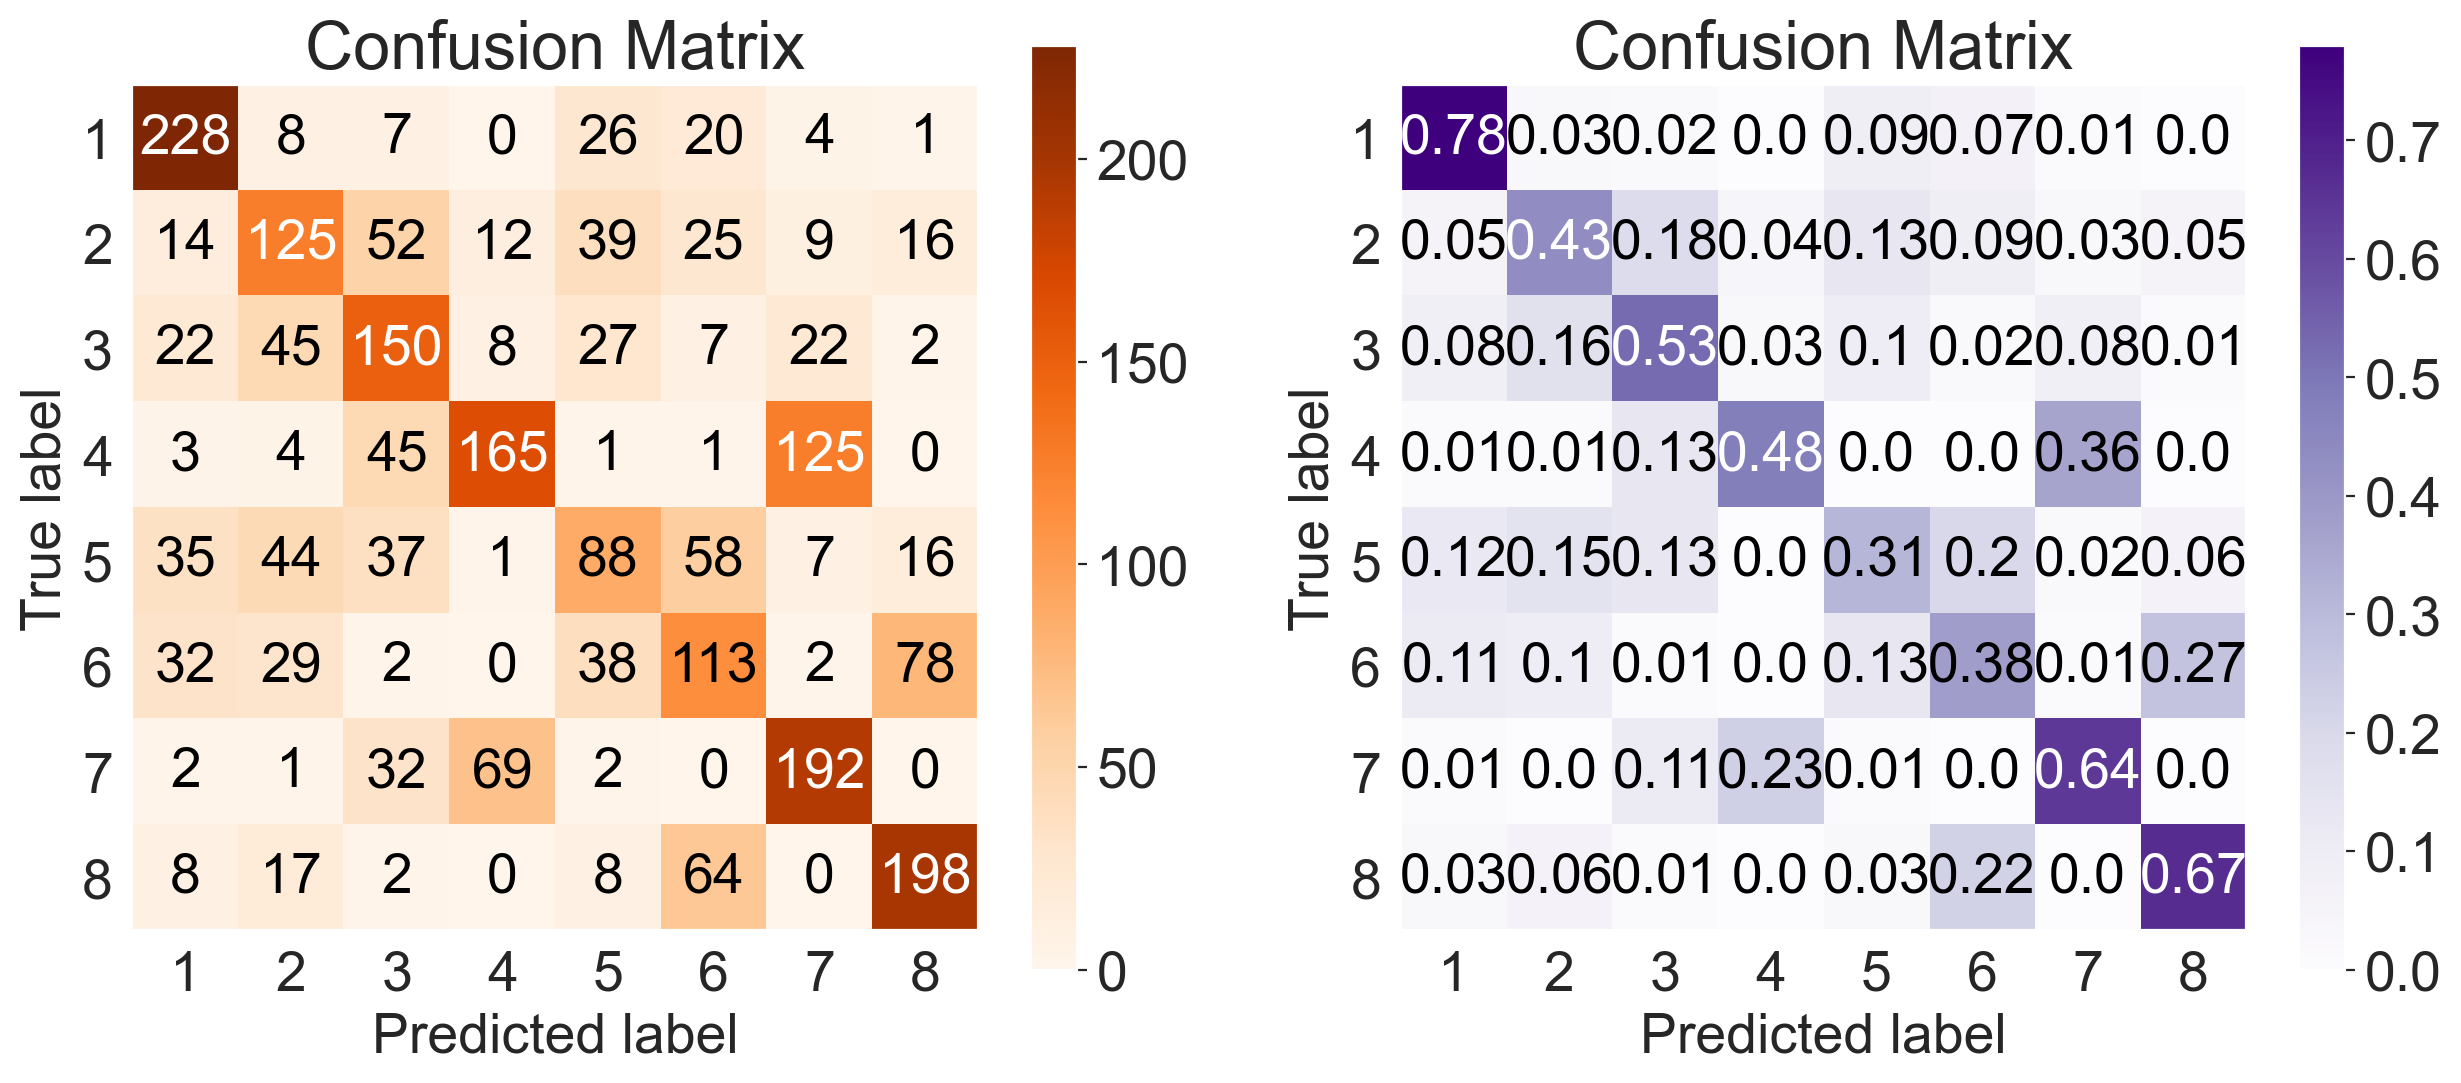 Confusion Matrix
1 228 8 7 0 26 20 4 1
2 14 125 52 12 39 25 9 16
3 22 45 150 8 27 7 22 2
4 3 4 45 165 1 1 125 0
5 35 44 37 1 88 58 7 16
6 32 29 2 0 38 113 2 78
7 2 1 32 69 2 0 192 0
8 8 17 2 0 8 64 0 198
1 2 3 4 5 6 7 8
Predicted label
True label
200
150
100
50
0
Confusion Matrix
1 0.78 0.03 0.02 0.0 0.09 0.07 0.01 0.0
2 0.05 0.43 0.18 0.04 0.13 0.09 0.03 0.05
3 0.08 0.16 0.53 0.03 0.1 0.02 0.08 0.01
4 0.01 0.01 0.13 0.48 0.0 0.0 0.36 0.0
5 0.12 0.15 0.13 0.0 0.31 0.2 0.02 0.06
6 0.11 0.1 0.01 0.0 0.13 0.38 0.01 0.27
7 0.01 0.0 0.11 0.23 0.01 0.0 0.64 0.0
8 0.03 0.06 0.01 0.0 0.03 0.22 0.0 0.67
1 2 3 4 5 6 7 8
Predicted label
True label
0.7
0.6
0.5
0.4
0.3
0.2
0.1
0.0